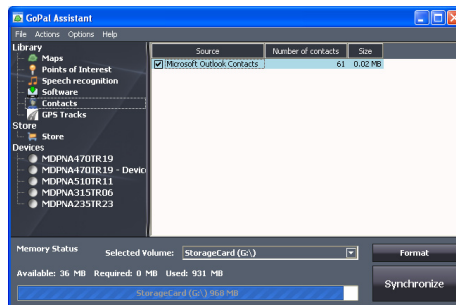 GoPal Assistant
File Actions Options Help
Library
Maps
Points of Interest
Speech recognition
Software
Contacts
GPS Tracks
Store
Store
Devices
MDPNA470TR19
MDPNA470TR19 - Devic
MDPNA510TR11
MDPNA315TR06
MDPNA235TR23
Source Number of contacts Size
Microsoft Outlook Contacts 61 0.02 MB
Memory Status Selected Volume: StorageCard (G:\) Format
Available: 36 MB Required: 0 MB Used: 931 MB
StorageCard (G:\) 968 MB
Synchronize